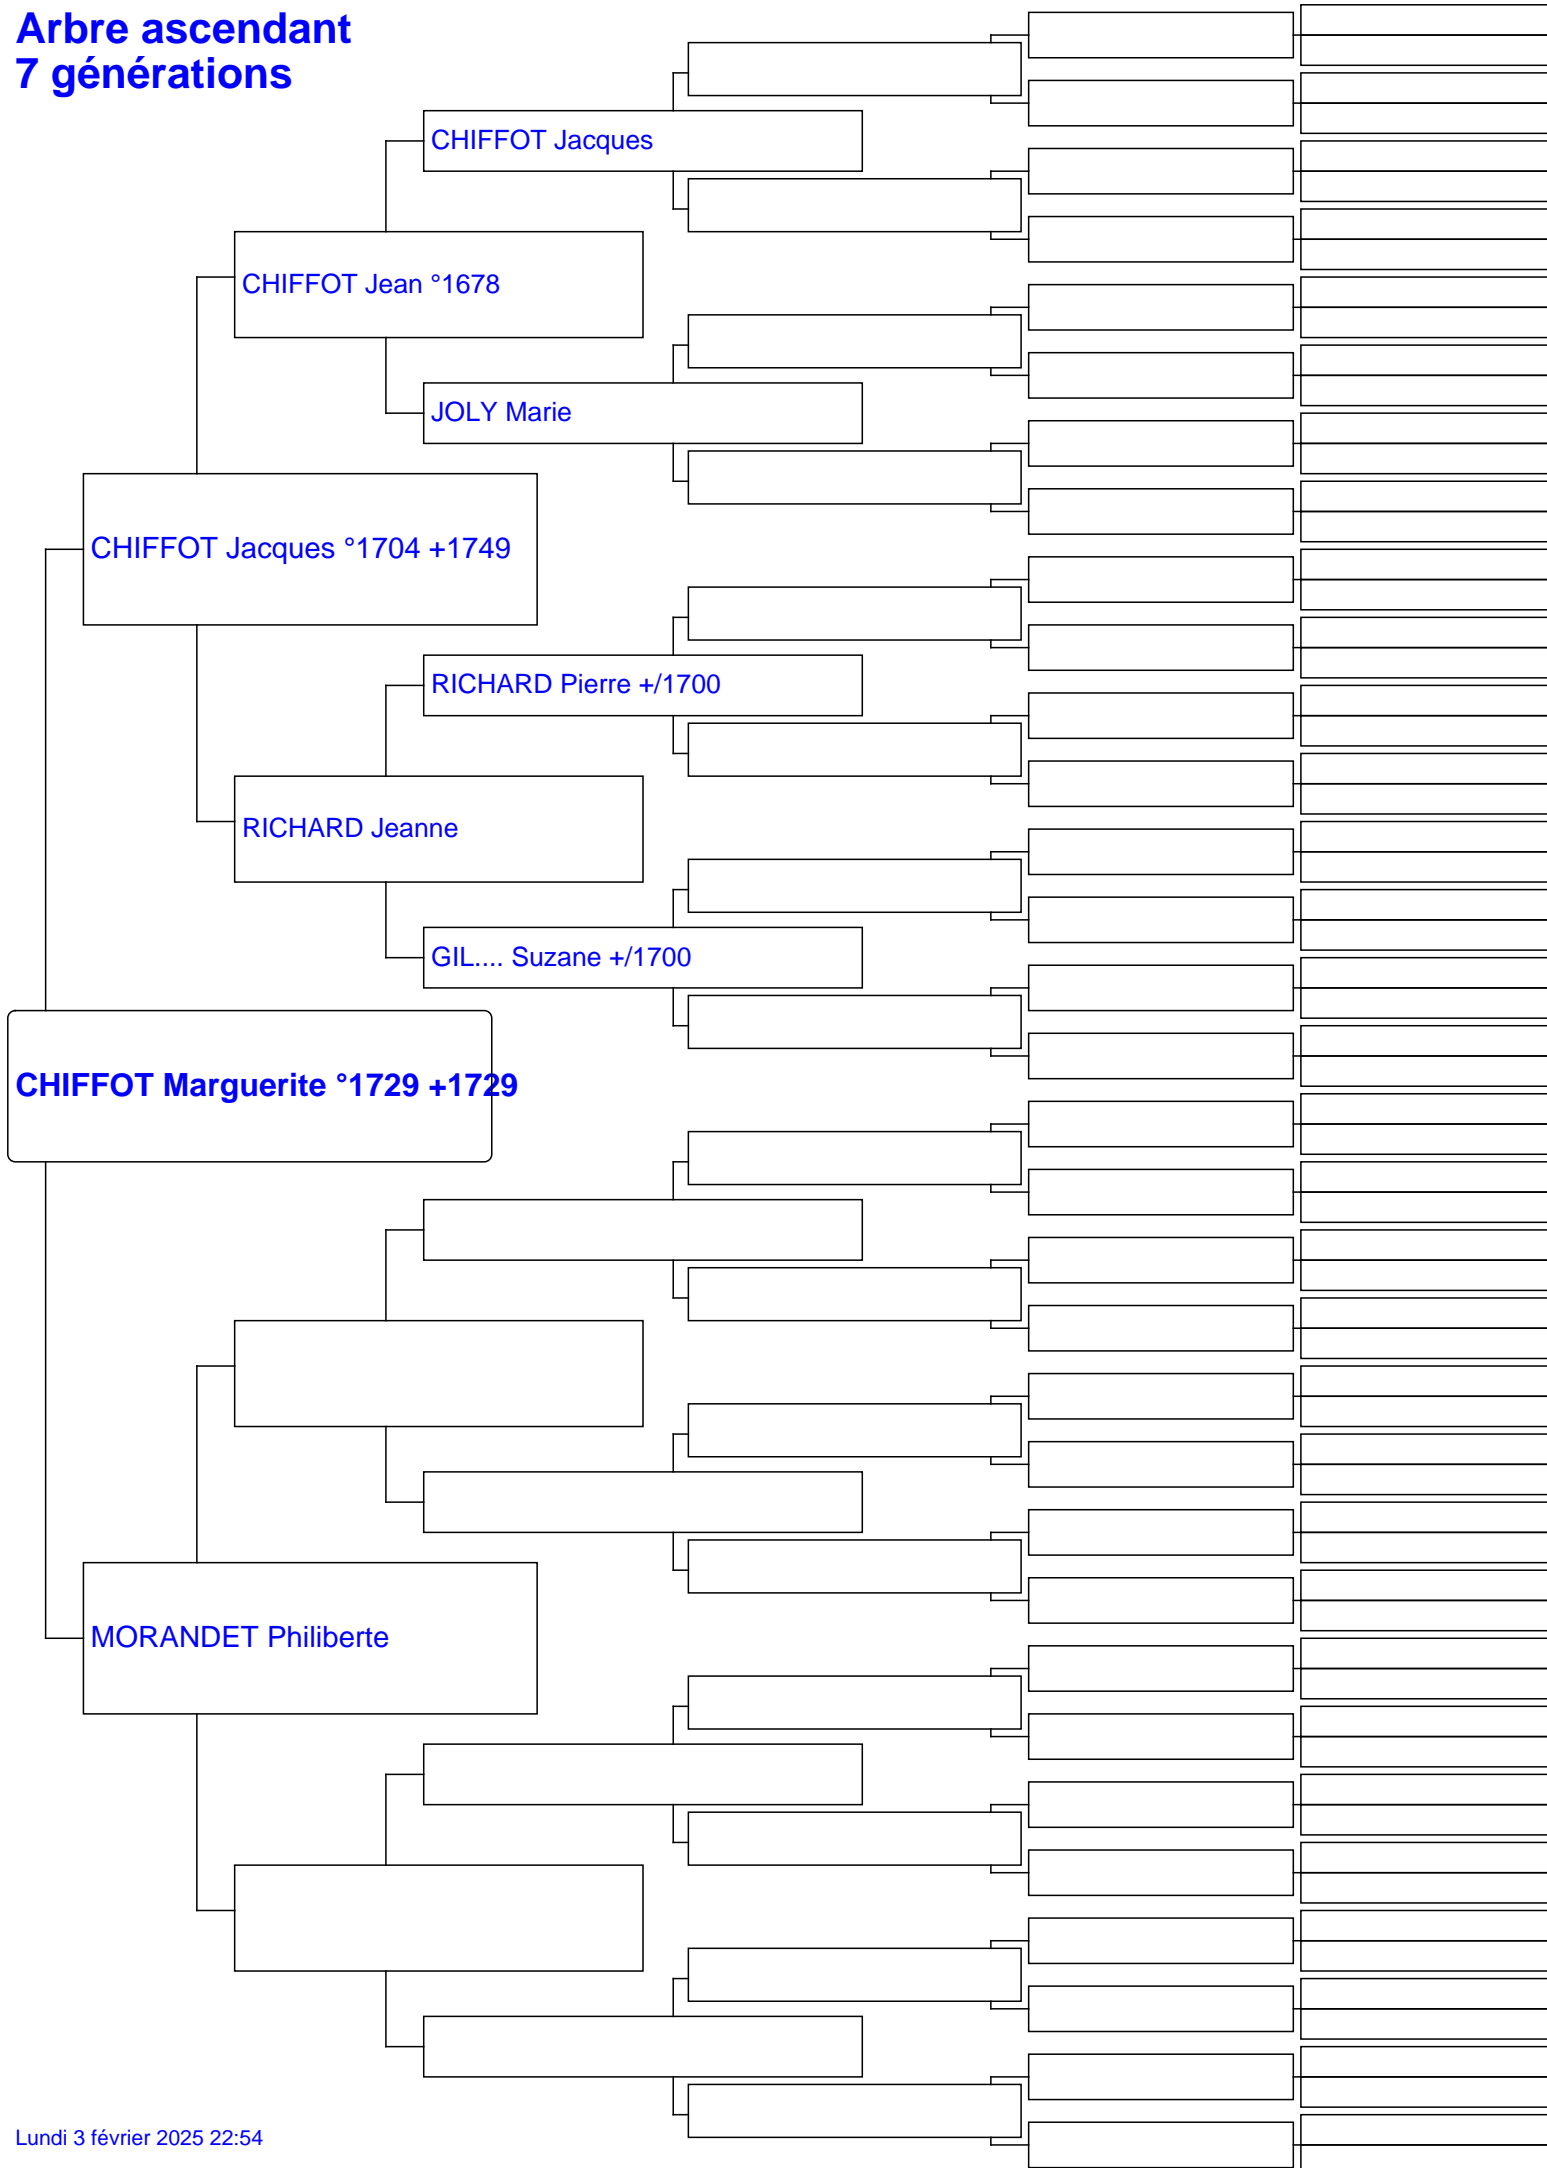 Arbre ascendant
7 générations
CHIFFOT Jacques
CHIFFOT Jean °1678
JOLY Marie
CHIFFOT Jacques °1704 +1749
RICHARD Pierre +/1700
RICHARD Jeanne
GIL.... Suzane +/1700
CHIFFOT Marguerite °1729 +1729
MORANDET Philiberte
Lundi 3 février 2025 22:54